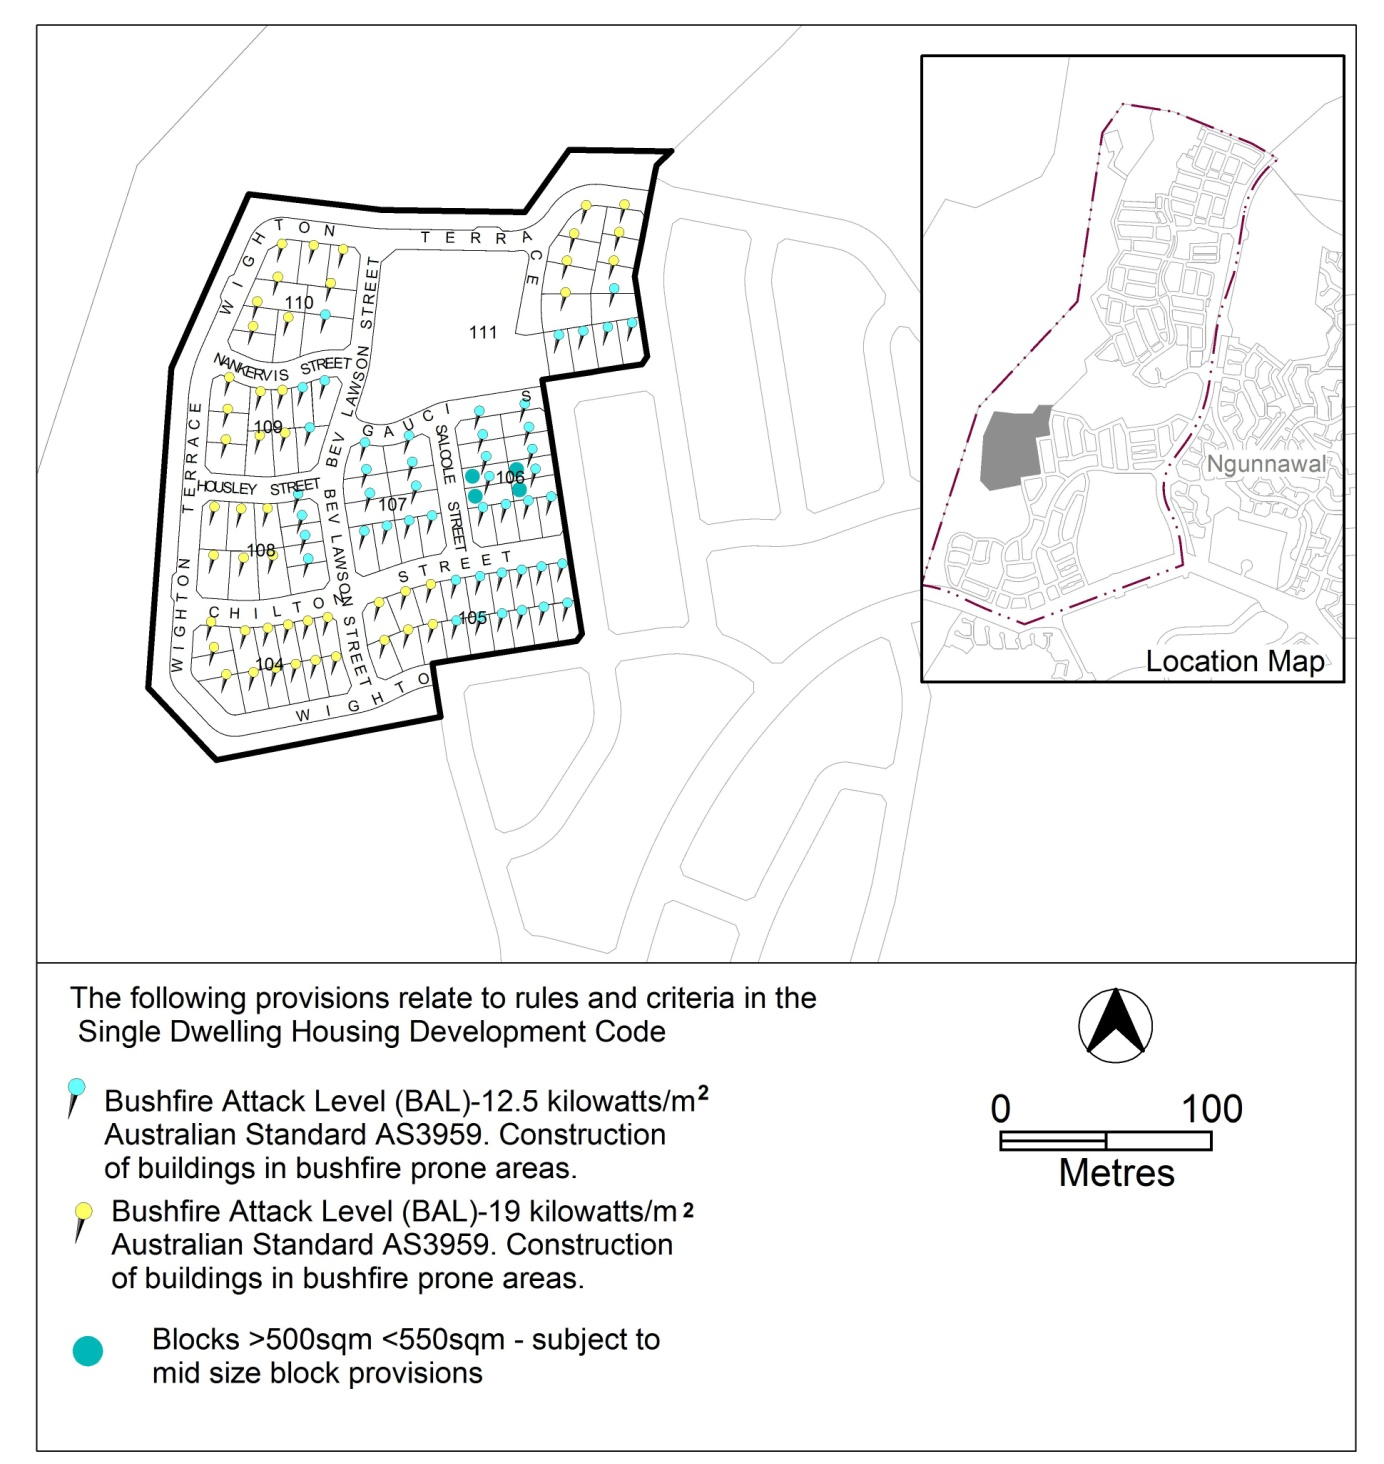 WIGHTON TERRACE
110
BEV LAWSON STREET
111
NANKERVIS STREET
109
GAUCI S
TERRACE
HOUSLEY STREET
BEV
SALOOLE STREET
106
107
108
BEV LAWSON STREET
STREET
WIGHTON
CHILTON
105
104
WIGHTO
Ngunnawal
Location Map
The following provisions relate to rules and criteria in the
Single Dwelling Housing Development Code
Bushfire Attack Level (BAL)-12.5 kilowatts/m²
Australian Standard AS3959. Construction
of buildings in bushfire prone areas.
Bushfire Attack Level (BAL)-19 kilowatts/m²
Australian Standard AS3959. Construction
of buildings in bushfire prone areas.
Blocks >500sqm <550sqm - subject to
mid size block provisions
0 100
Metres